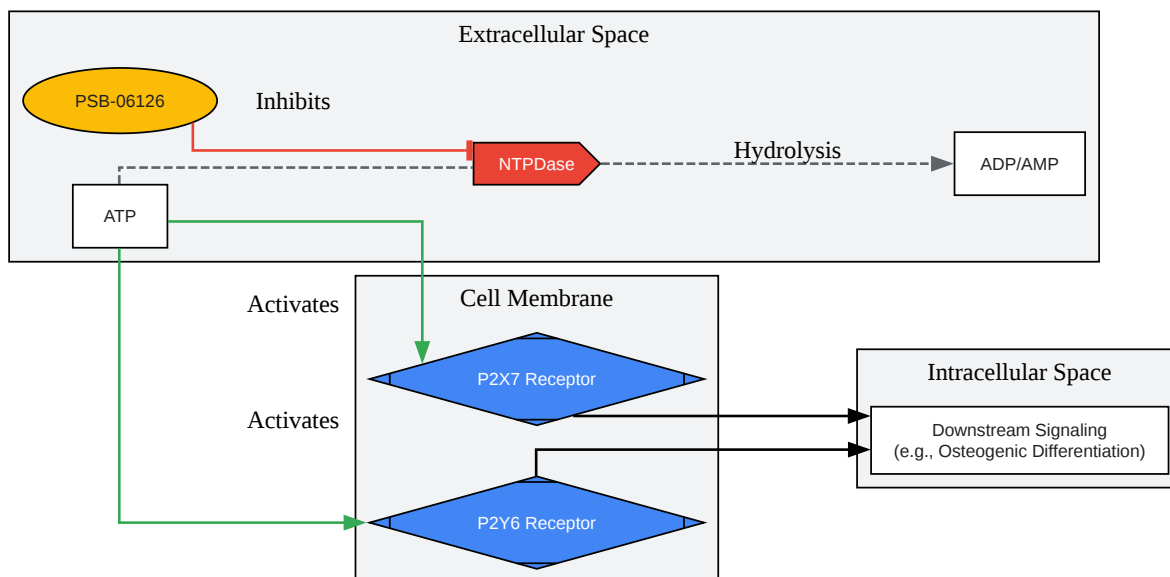 Extracellular Space
PSB-06126
Inhibits
NTPDase
Hydrolysis
ADP/AMP
ATP
Activates
Cell Membrane
P2X7 Receptor
Activates
P2Y6 Receptor
Intracellular Space
Downstream Signaling
(e.g., Osteogenic Differentiation)